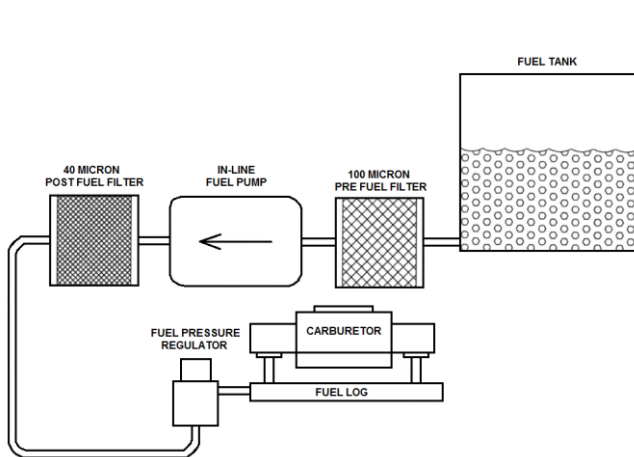 FUEL TANK
40 MICRON
POST FUEL FILTER
IN-LINE
FUEL PUMP
100 MICRON
PRE FUEL FILTER
FUEL PRESSURE
REGULATOR
CARBURETOR
FUEL LOG